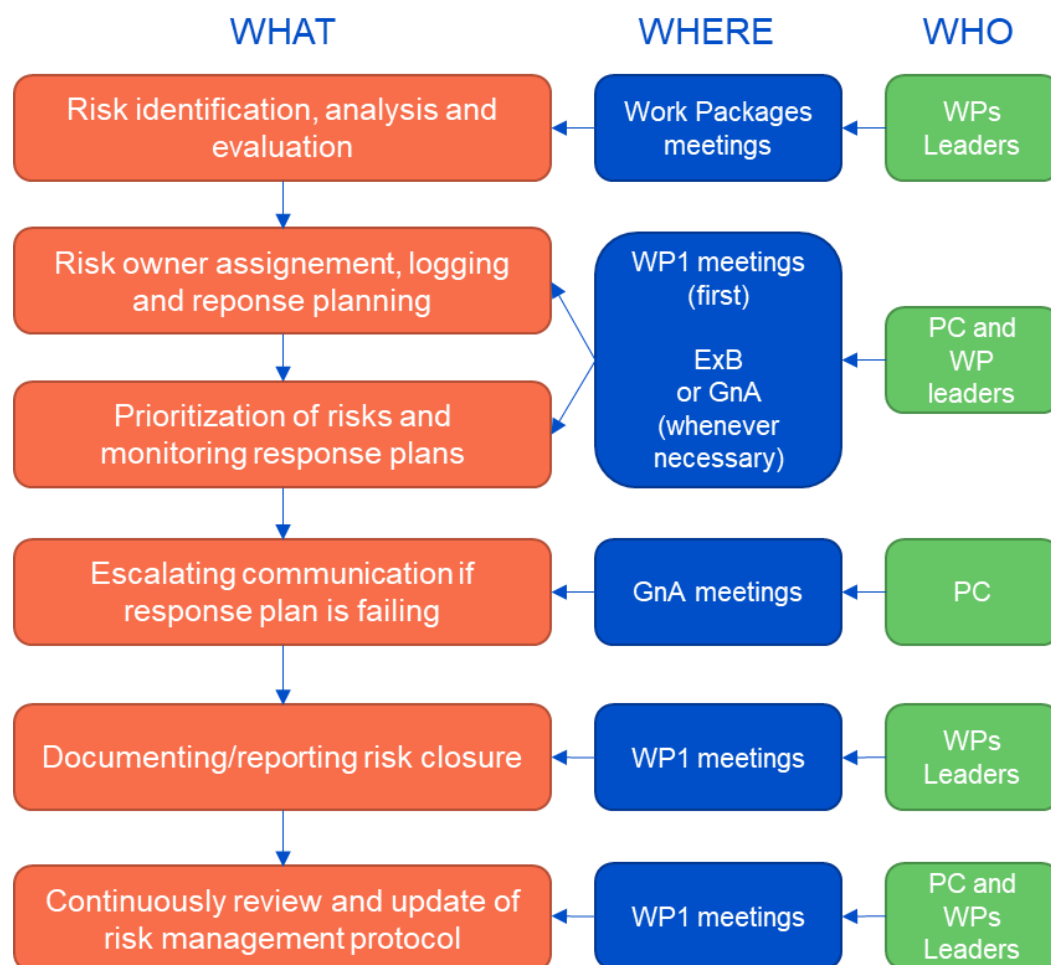 WHAT
WHERE
WHO
Risk identification, analysis and
evaluation
Work Packages
meetings
WPs
Leaders
Risk owner assignement, logging
and reponse planning
WP1 meetings
(first)
ExB
or GnA
(whenever
necessary)
PC and
WP
leaders
Prioritization of risks and
monitoring response plans
Escalating communication if
response plan is failing
GnA meetings
PC
Documenting/reporting risk closure
WP1 meetings
WPs
Leaders
Continuously review and update of
risk management protocol
WP1 meetings
PC and
WPs
Leaders